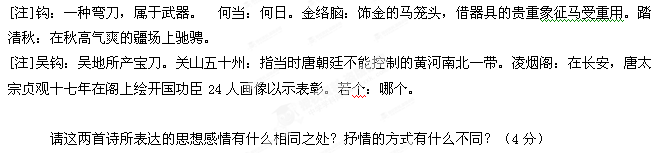 [注]钩：一种弯刀，属于武器。 何当：何日。金络脑：饰金的马笼头，借器具的贵重象征马受重用。踏
清秋：在秋高气爽的疆场上驰骋。
[注]吴钩：吴地所产宝刀。关山五十州：指当时唐朝廷不能控制的黄河南北一带。凌烟阁：在长安，唐太
宗贞观十七年在阁上绘开国功臣 24 人画像以示表彰。若个：哪个。
请这两首诗所表达的思想感情有什么相同之处？抒情的方式有什么不同？（4 分）